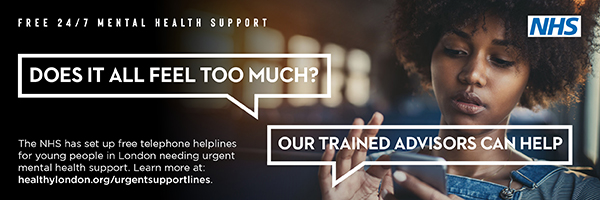 FREE 24/7 MENTAL HEALTH SUPPORT
NHS
DOES IT ALL FEEL TOO MUCH?
OUR TRAINED ADVISORS CAN HELP
The NHS has set up free telephone helplines
for young people in London needing urgent
mental health support. Learn more at:
healthylondon.org/urgentsupportlines.